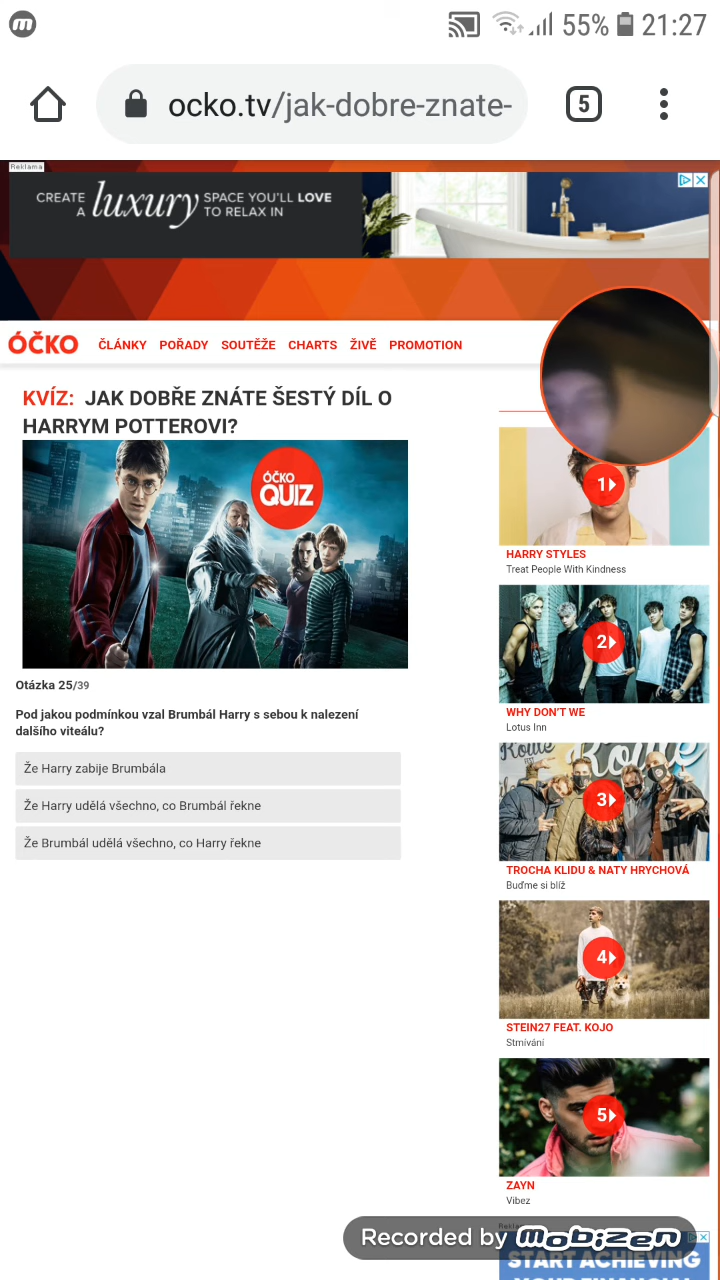 m
55% 21:27
ocko.tv/jak-dobre-znate-
5
Reklama
CREATE A luxury SPACE YOU'LL LOVE TO RELAX IN
ÓČKO ČLÁNKY POŘADY SOUTĚŽE CHARTS ŽIVĚ PROMOTION
KVÍZ: JAK DOBŘE ZNÁTE ŠESTÝ DÍL O
HARRYM POTTEROVI?
ÓČKO
QUIZ
Otázka 25/39
Pod jakou podmínkou vzal Brumbál Harry s sebou k nalezení
dalšího viteálu?
Že Harry zabije Brumbála
Že Harry udělá všechno, co Brumbál řekne
Že Brumbál udělá všechno, co Harry řekne
1
HARRY STYLES
Treat People With Kindness
2
WHY DON'T WE
Lotus Inn
Route
Route
3
TROCHA KLIDU & NATY HRYCHOVÁ
Buďme si blíž
4
STEIN27 FEAT. KOJO
Stmívání
5
ZAYN
Vibez
Recorded by mobizen
START ACHIEVING